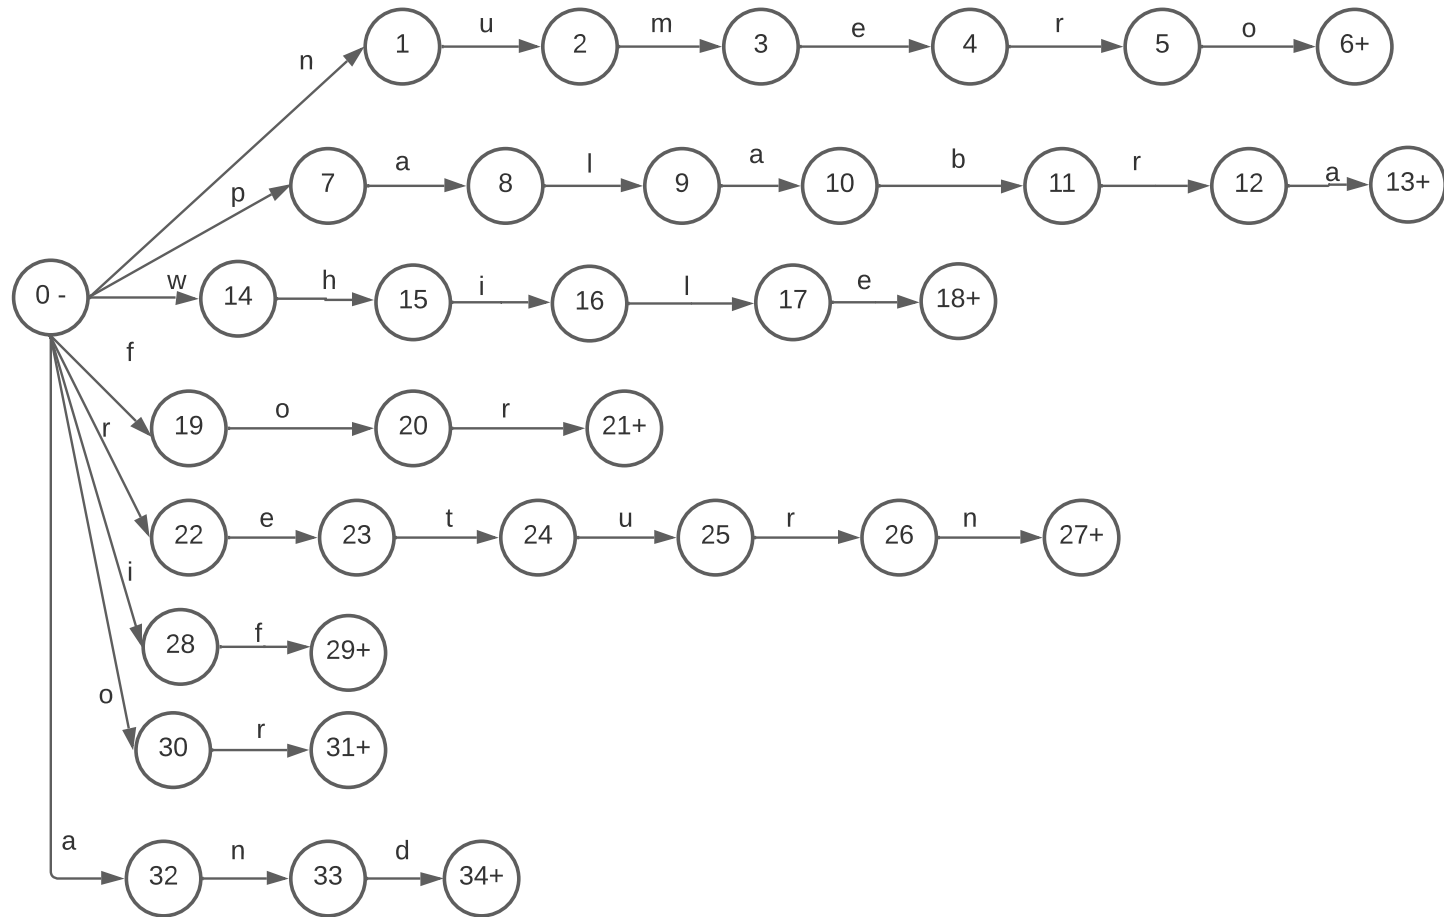 n u m e r o
1 2 3 4 5 6+
p a l a b r a
7 8 9 10 11 12 13+
0 - w h i l e
14 15 16 17 18+
f o r
19 20 21+
r e t u r n
22 23 24 25 26 27+
i f
28 29+
o r
30 31+
a n d
32 33 34+